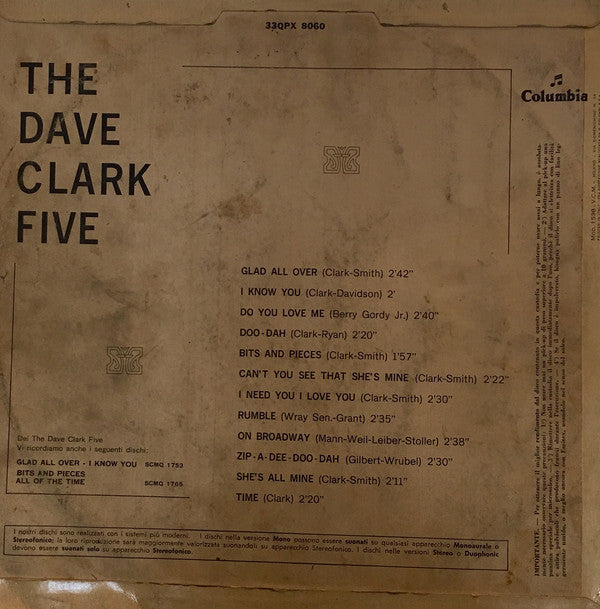 33QPX 8060
THE
DAVE
CLARK
FIVE
Columbia
GLAD ALL OVER (Clark-Smith) 2'42"
I KNOW YOU (Clark-Davidson) 2'
DO YOU LOVE ME (Berry Gordy Jr.) 2'40"
DOO-DAH (Clark-Ryan) 2'20"
BITS AND PIECES (Clark-Smith) 1'57"
CAN'T YOU SEE THAT SHE'S MINE (Clark-Smith) 2'22"
I NEED YOU I LOVE YOU (Clark-Smith) 2'30"
RUMBLE (Wray Sen.-Grant) 2'35"
ON BROADWAY (Mann-Weil-Leiber-Stoller) 2'38"
ZIP-A-DEE-DOO-DAH (Gilbert-Wrubel) 2'30"
SHE'S ALL MINE (Clark-Smith) 2'11"
TIME (Clark) 2'20"
Dei The Dave Clark Five
Vi ricordiamo anche i seguenti dischi:
GLAD ALL OVER - I KNOW YOU SCMQ 1753
BITS AND PIECES
ALL OF THE TIME SCMQ 1765
I nostri dischi sono realizzati con i sistemi più moderni. I dischi nella versione Mono possono essere suonati su qualsiasi apparecchio Monoaurale o
Stereofonico; la loro riproduzione sarà maggiormente valorizzata suonandoli su apparecchio Stereofonico. I dischi nelle versioni Stereo o Duophonic
devono essere suonati solo su apparecchio Stereofonico.